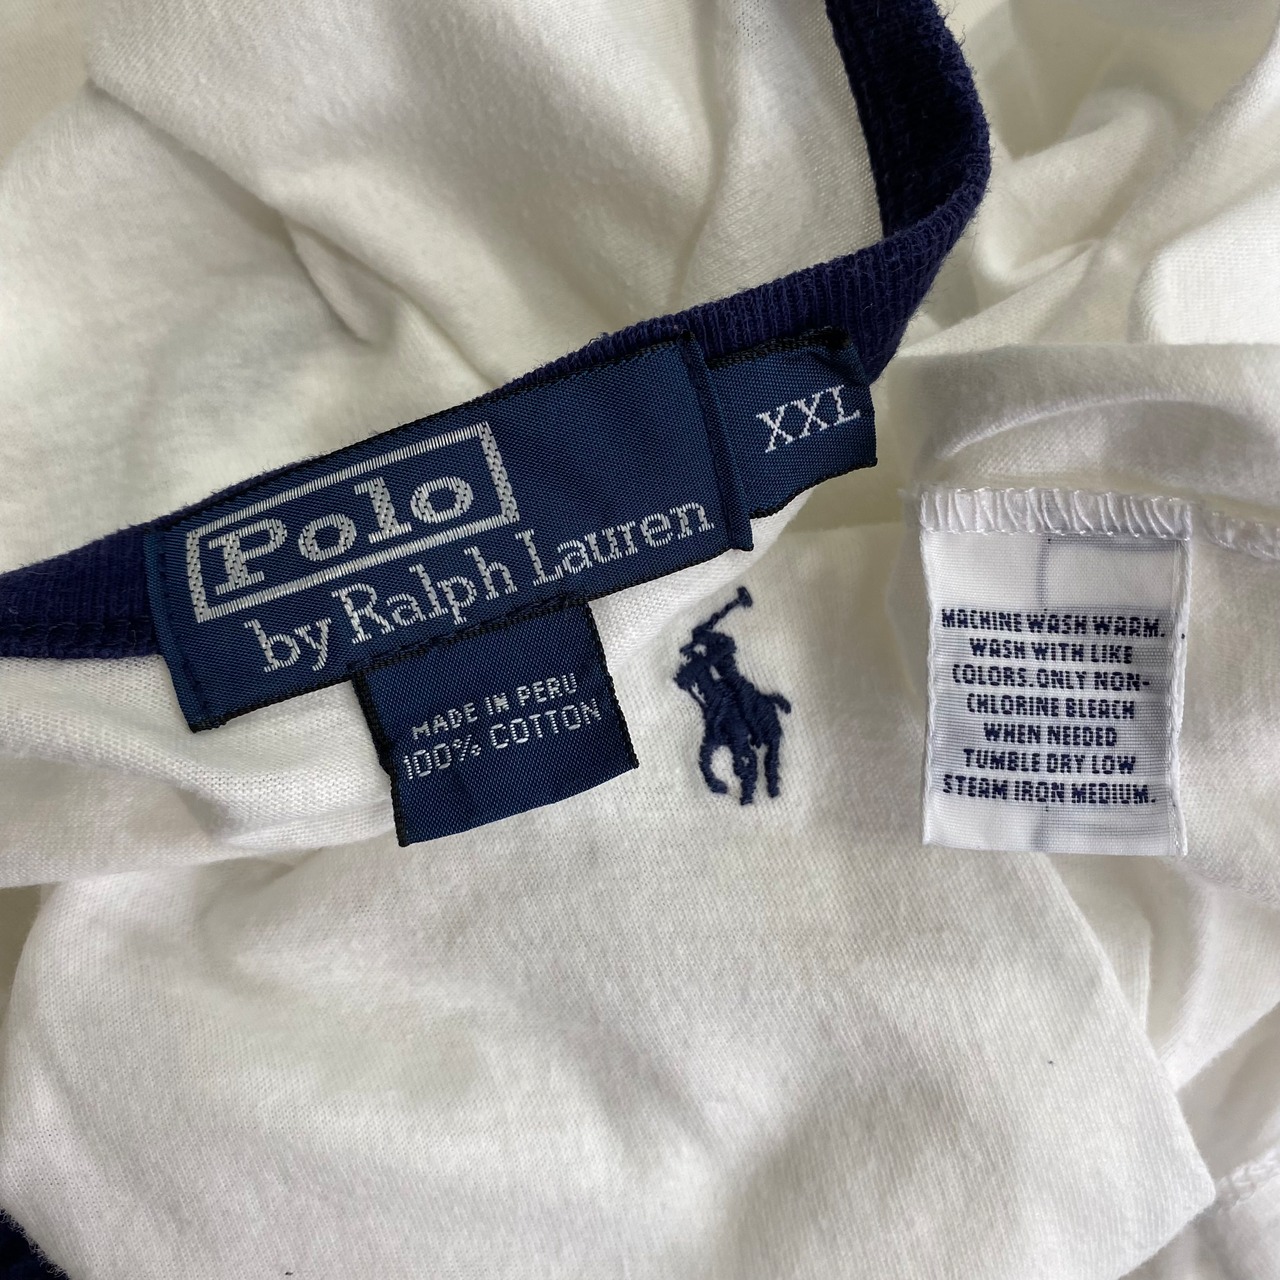 Polo
by Ralph Lauren
XXL
MADE IN PERU
100% COTTON
MACHINE WASH WARM.
WASH WITH LIKE
COLORS. ONLY NON-
CHLORINE BLEACH
WHEN NEEDED
TUMBLE DRY LOW
STEAM IRON MEDIUM.